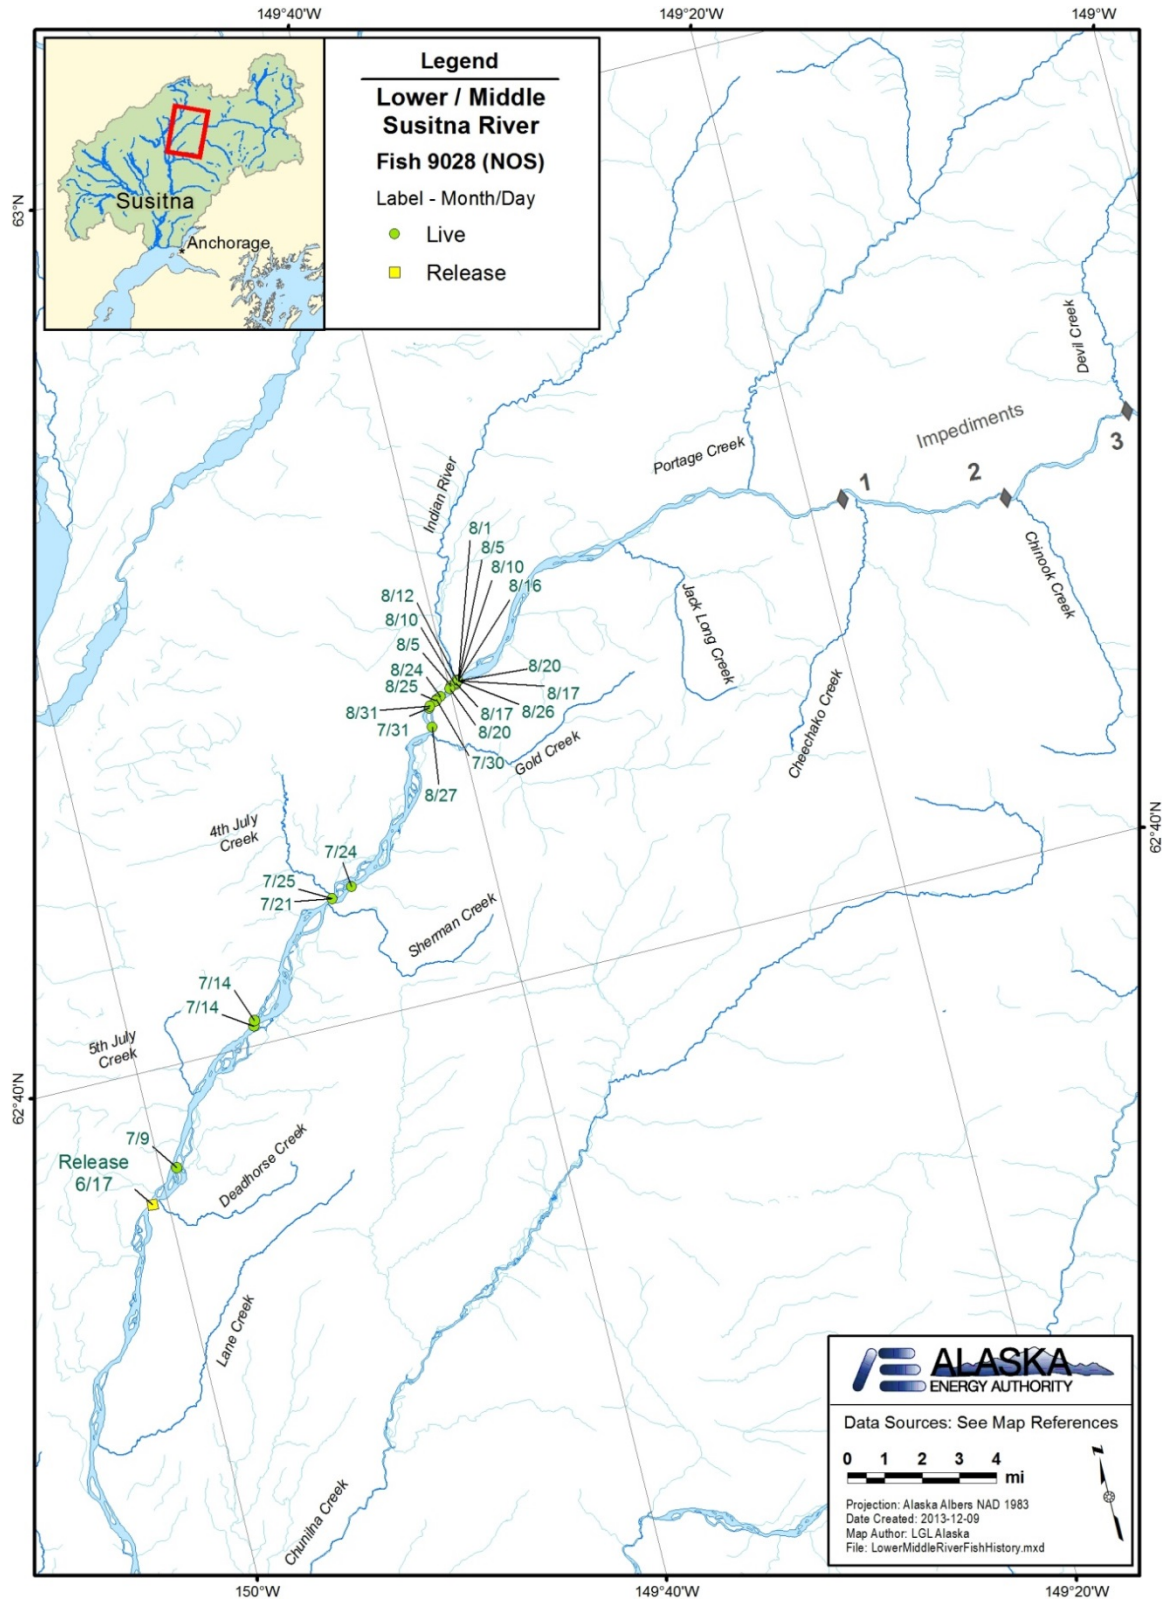 149°40'W
149°20'W
149°W
Legend
Lower / Middle
Susitna River
Fish 9028 (NOS)
Label - Month/Day
Live
Release
Susitna
Anchorage
63°N
Devil Creek
Impediments
3
Portage Creek
1
2
Indian River
8/1
8/5
8/10
8/16
Chinook Creek
8/12
8/10
8/5
Jack Long Creek
8/24
8/20
8/25
8/17
8/31
8/17
8/26
7/31
8/20
7/30
Gold Creek
Cheechako Creek
8/27
4th July
Creek
62°40'N
7/24
7/25
7/21
Sherman Creek
7/14
7/14
5th July
Creek
62°40'N
7/9
Release
6/17
Deadhorse Creek
Lane Creek
Chunilna Creek
ALASKA
ENERGY AUTHORITY
Data Sources: See Map References
0 1 2 3 4
mi
Projection: Alaska Albers NAD 1983
Date Created: 2013-12-09
Map Author: LGL Alaska
File: LowerMiddleRiverFishHistory.mxd
z
150°W
149°40'W
149°20'W